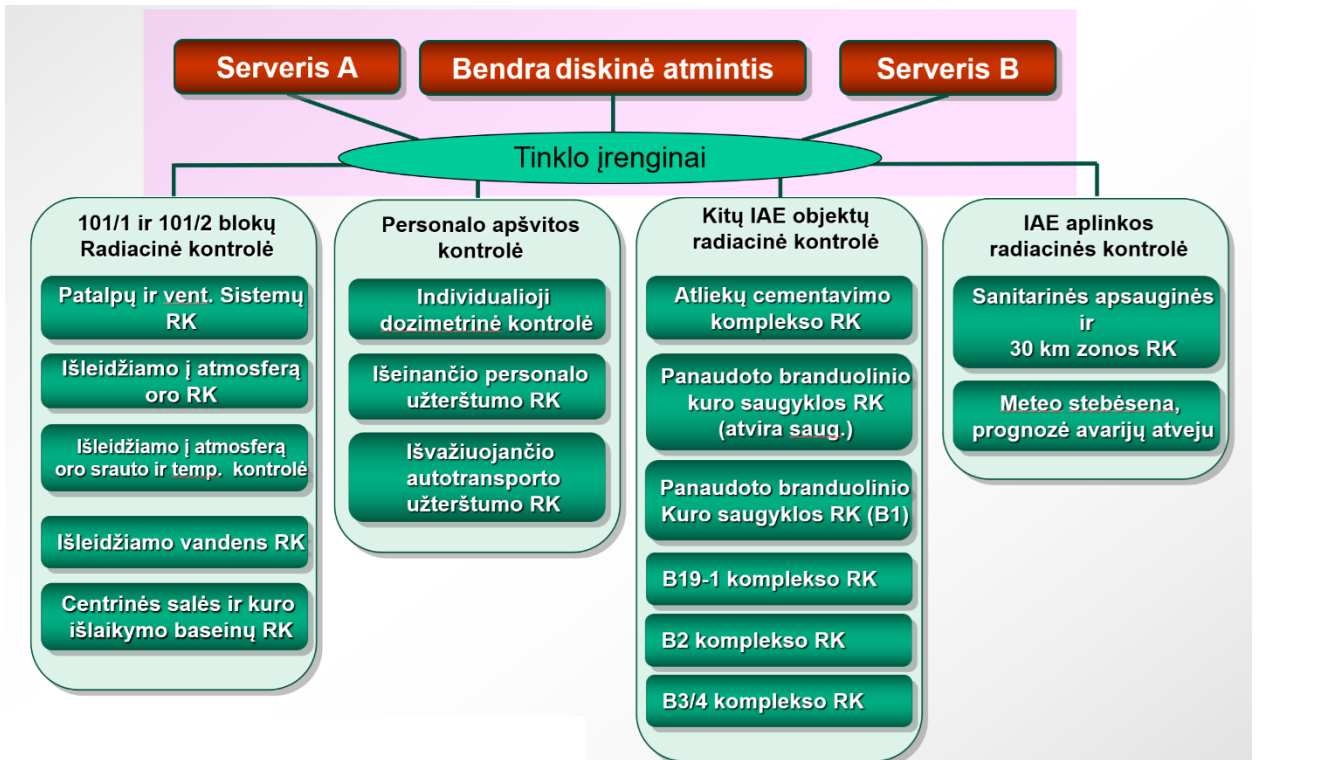 Serveris A
Bendra diskinė atmintis
Serveris B
Tinklo įrenginai
101/1 ir 101/2 blokų
Radiacinė kontrolė
Patalpų ir vent. Sistemų
RK
Išleidžiamo į atmosferą
oro RK
Išleidžiamo į atmosferą
oro srauto ir temp. kontrolė
Išleidžiamo vandens RK
Centrinės salės ir kuro
išlaikymo baseinų RK
Personalo apšvitos
kontrolė
Individualioji
dozimetrinė kontrolė
Išeinančio personalo
užterštumo RK
Išvažiuojančio
autotransporto
užterštumo RK
Kitų IAE objektų
radiacinė kontrolė
Atliekų cementavimo
komplekso RK
Panaudoto branduolinio
kuro saugyklos RK
(atvira saug.)
Panaudoto branduolinio
Kuro saugyklos RK (B1)
B19-1 komplekso RK
B2 komplekso RK
B3/4 komplekso RK
IAE aplinkos
radiacinės kontrolė
Sanitarinės apsauginės
ir
30 km zonos RK
Meteo stebėsena,
prognozė avarijų atveju